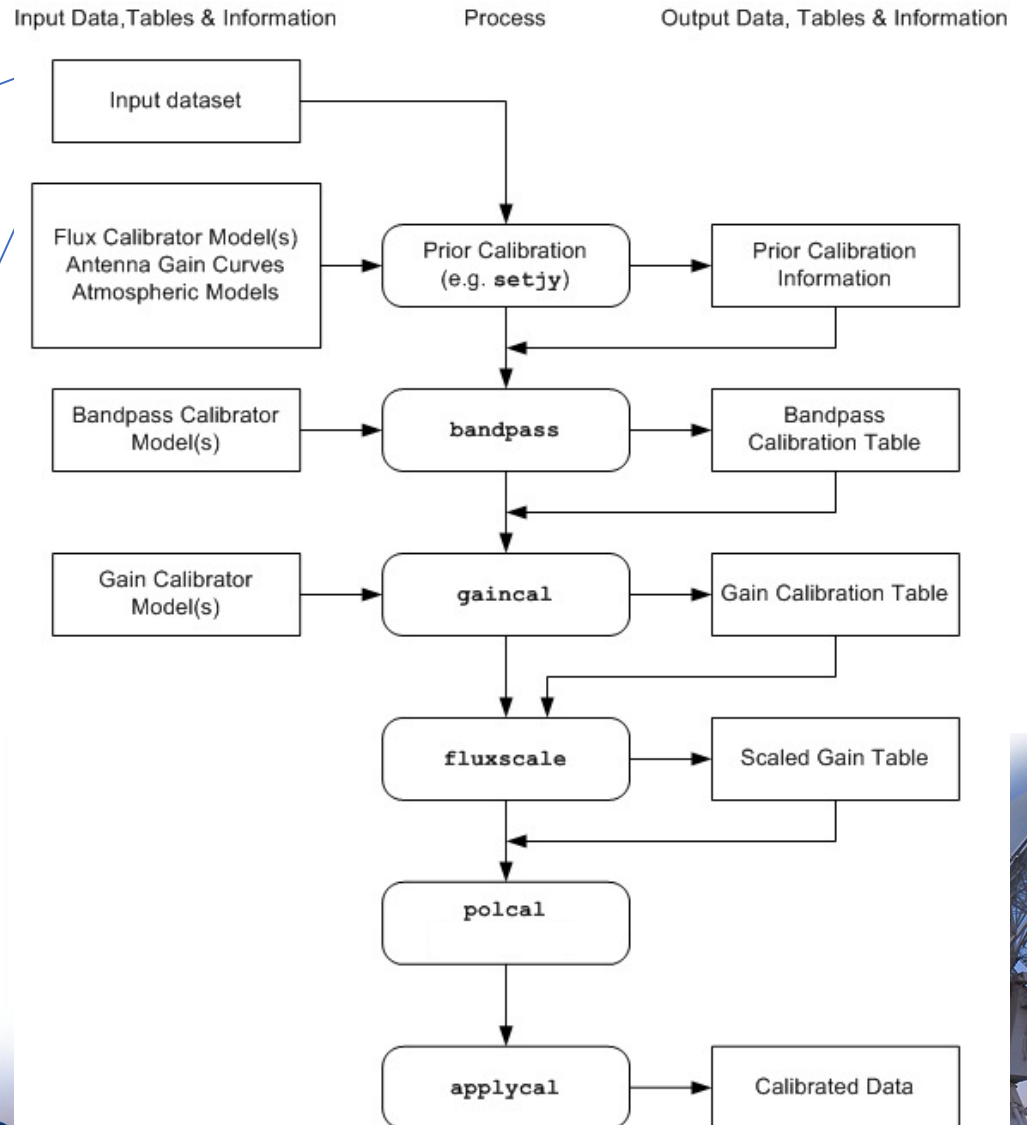 Input Data,Tables & Information
Process
Output Data, Tables & Information
Input dataset
Flux Calibrator Model(s)
Antenna Gain Curves
Atmospheric Models
Prior Calibration
(e.g. setjy)
Prior Calibration
Information
Bandpass Calibrator
Model(s)
bandpass
Bandpass
Calibration Table
Gain Calibrator
Model(s)
gaincal
Gain Calibration Table
fluxscale
Scaled Gain Table
polcal
applycal
Calibrated Data